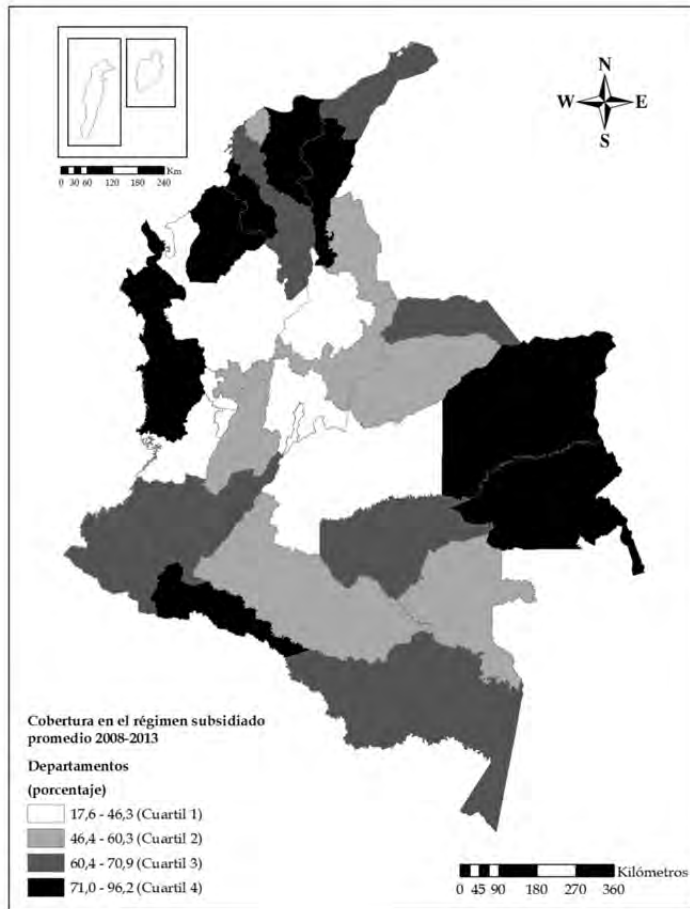 N
W E
S
Km
0 30 60 120 180 240
Cobertura en el régimen subsidiado
promedio 2008-2013
Departamentos
(porcentaje)
17,6 - 46,3 (Cuartil 1)
46,4 - 60,3 (Cuartil 2)
60,4 - 70,9 (Cuartil 3)
71,0 - 96,2 (Cuartil 4)
Kilómetros
0 45 90 180 270 360